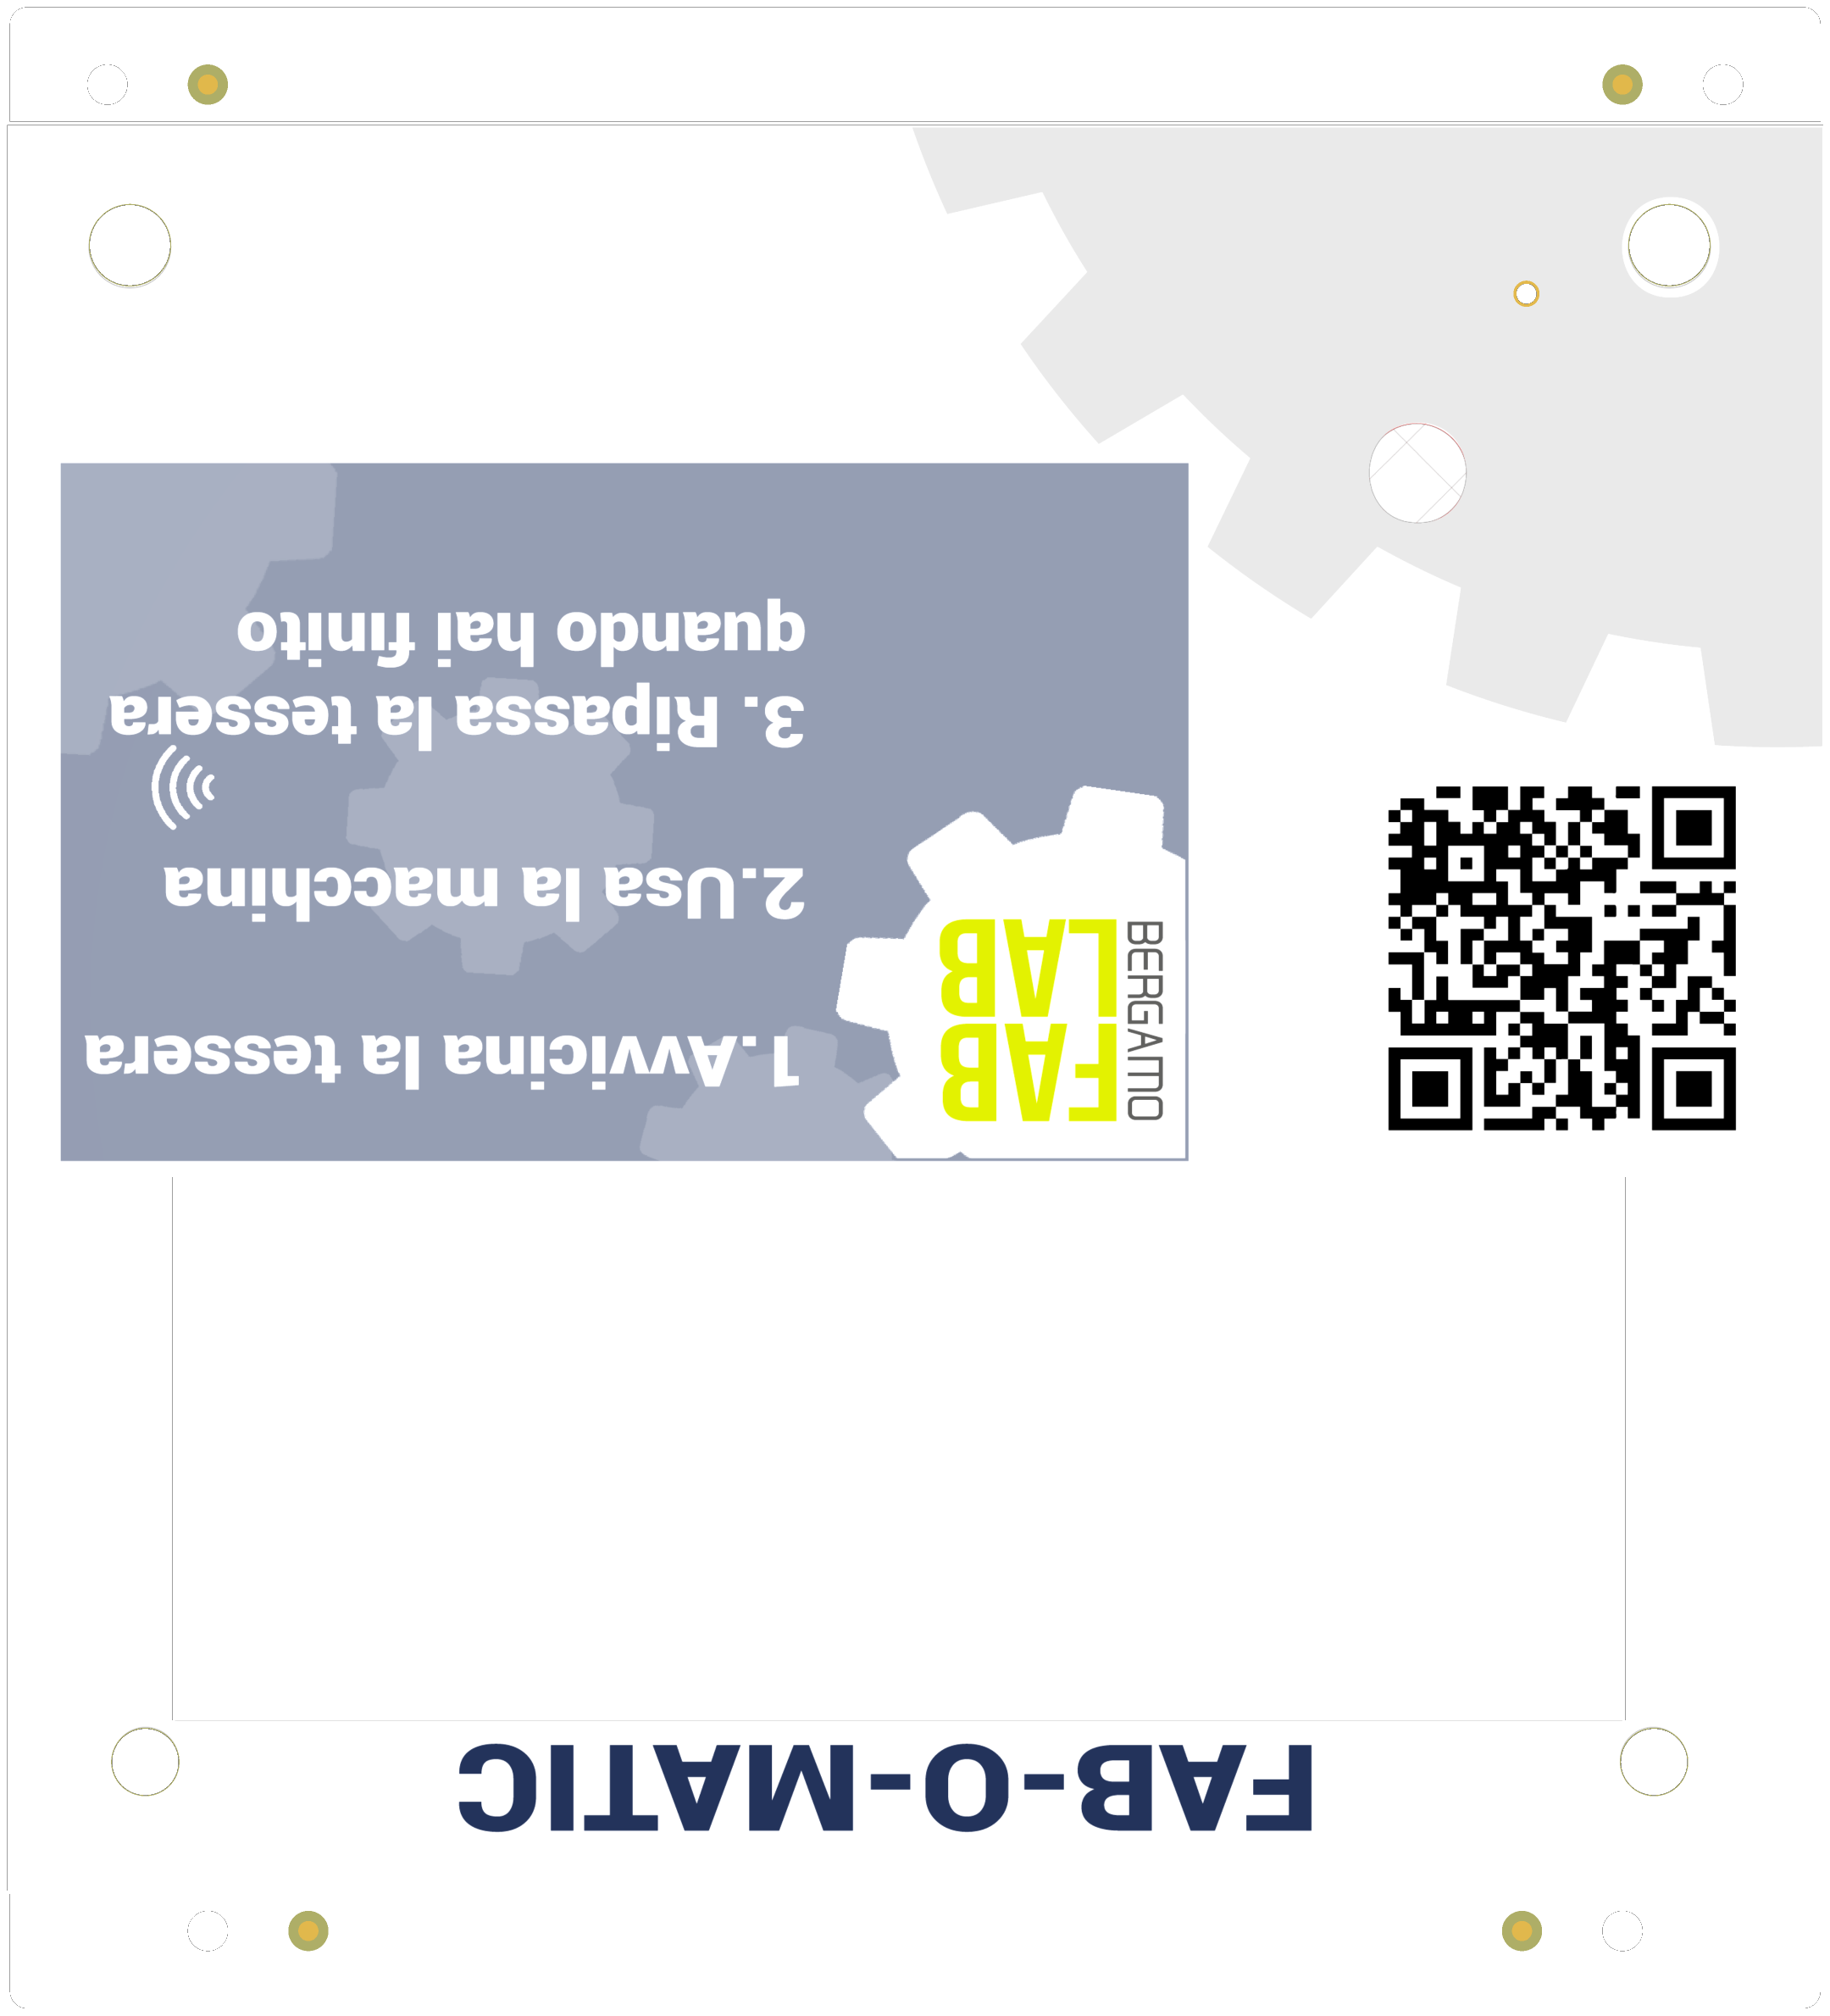 FAB-O-MATIC
BERGAMO
FAB
LAB
1.Avvicina la tessera
2. Usa la macchina
3. Ripassa la tessera
quando hai finito